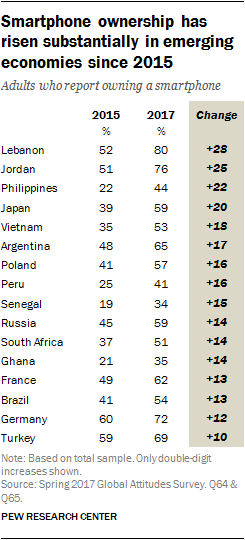 Smartphone ownership has
risen substantially in emerging
economies since 2015
Adults who report owning a smartphone
2015 2017 Change
% %
Lebanon 52 80 +28
Jordan 51 76 +25
Philippines 22 44 +22
Japan 39 59 +20
Vietnam 35 53 +18
Argentina 48 65 +17
Poland 41 57 +16
Peru 25 41 +16
Senegal 19 34 +15
Russia 45 59 +14
South Africa 37 51 +14
Ghana 21 35 +14
France 49 62 +13
Brazil 41 54 +13
Germany 60 72 +12
Turkey 59 69 +10
Note: Based on total sample. Only double-digit
increases shown.
Source: Spring 2017 Global Attitudes Survey. Q64 &
Q65.
PEW RESEARCH CENTER